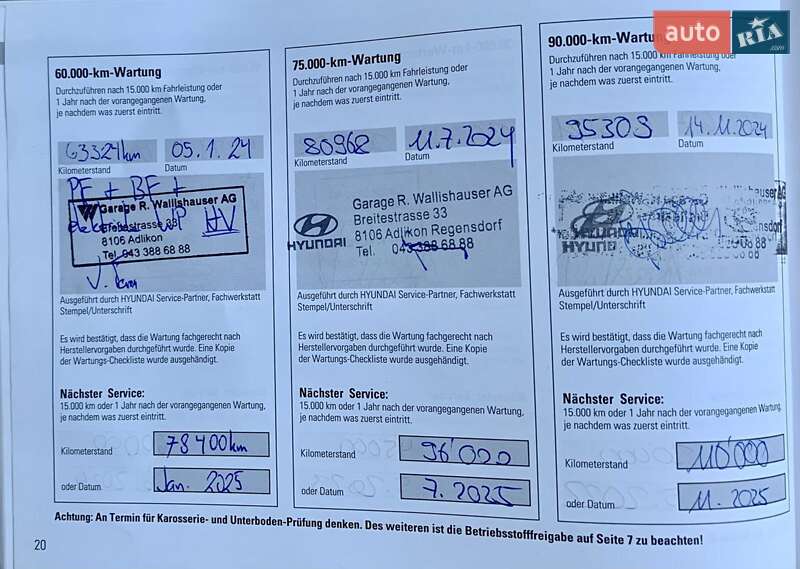 auto RIA .com
60.000-km-Wartung
Durchzuführen nach 15.000 km Fahrleistung oder
1 Jahr nach der vorangegangenen Wartung,
je nachdem was zuerst eintritt.
63324km
05.1.24
Kilometerstand
Datum
PF + BF +
Garage R. Wallishauser AG
Breitestrasse 33
8106 Adlikon
Tel. 043 388 68 88
HV
Ausgeführt durch HYUNDAI Service-Partner, Fachwerkstatt
Stempel/Unterschrift
Es wird bestätigt, dass die Wartung fachgerecht nach
Herstellervorgaben durchgeführt wurde. Eine Kopie
der Wartungs-Checkliste wurde ausgehändigt.
Nächster Service:
15.000 km oder 1 Jahr nach der vorangegangenen Wartung,
je nachdem was zuerst eintritt.
Kilometerstand
78400km
oder Datum
Jan. 2025
75.000-km-Wartung
Durchzuführen nach 15.000 km Fahrleistung oder
1 Jahr nach der vorangegangenen Wartung,
je nachdem was zuerst eintritt.
80968
11.7.2024
Kilometerstand
Datum
HYUNDAI
Garage R. Wallishauser AG
Breitestrasse 33
8106 Adlikon Regensdorf
Tel. 043 388 68 88
Ausgeführt durch HYUNDAI Service-Partner, Fachwerkstatt
Stempel/Unterschrift
Es wird bestätigt, dass die Wartung fachgerecht nach
Herstellervorgaben durchgeführt wurde. Eine Kopie
der Wartungs-Checkliste wurde ausgehändigt.
Nächster Service:
15.000 km oder 1 Jahr nach der vorangegangenen Wartung,
je nachdem was zuerst eintritt.
Kilometerstand
96'000
oder Datum
7.2025
90.000-km-Wartung
Durchzuführen nach 15.000 km Fahrleistung oder
1 Jahr nach der vorangegangenen Wartung,
je nachdem was zuerst eintritt.
95309
14.11.2024
Kilometerstand
Datum
HYUNDAI
Ausgeführt durch HYUNDAI Service-Partner, Fachwerkstatt
Stempel/Unterschrift
Es wird bestätigt, dass die Wartung fachgerecht nach
Herstellervorgaben durchgeführt wurde. Eine Kopie
der Wartungs-Checkliste wurde ausgehändigt.
Nächster Service:
15.000 km oder 1 Jahr nach der vorangegangenen Wartung,
je nachdem was zuerst eintritt.
Kilometerstand
110'000
oder Datum
11.2025
Achtung: An Termin für Karosserie- und Unterboden-Prüfung denken. Des weiteren ist die Betriebsstofffreigabe auf Seite 7 zu beachten!
20